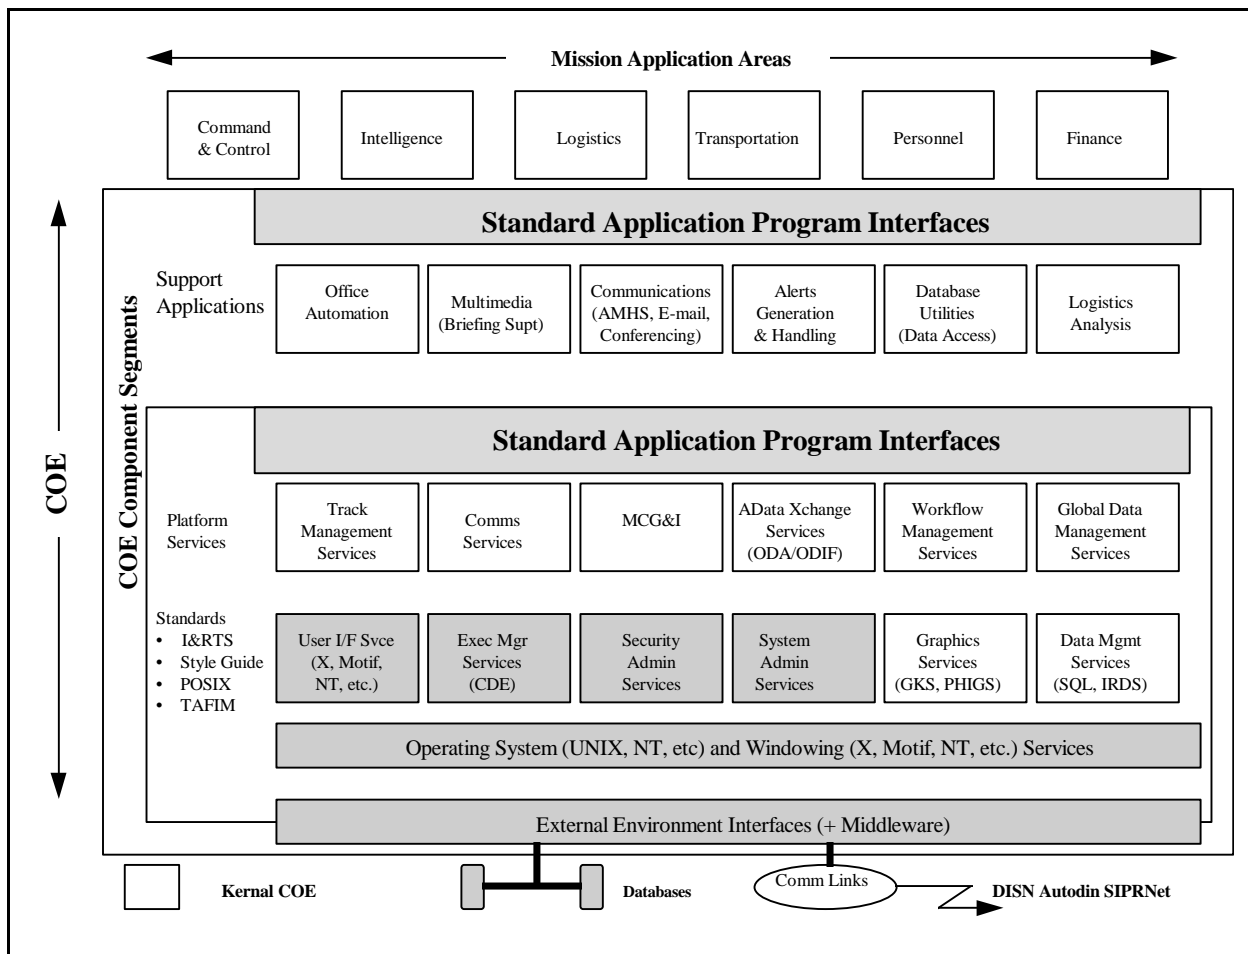 Mission Application Areas
Command
& Control
Intelligence
Logistics
Transportation
Personnel
Finance
COE
COE Component Segments
Standard Application Program Interfaces
Support
Applications
Office
Automation
Multimedia
(Briefing Supt)
Communications
(AMHS, E-mail,
Conferencing)
Alerts
Generation
& Handling
Database
Utilities
(Data Access)
Logistics
Analysis
Standard Application Program Interfaces
Platform
Services
Track
Management
Services
Comms
Services
MCG&I
AData Xchange
Services
(ODA/ODIF)
Workflow
Management
Services
Global Data
Management
Services
Standards
• I&RTS
• Style Guide
• POSIX
• TAFIM
User I/F Svce
(X, Motif,
NT, etc.)
Exec Mgr
Services
(CDE)
Security
Admin
Services
System
Admin
Services
Graphics
Services
(GKS, PHIGS)
Data Mgmt
Services
(SQL, IRDS)
Operating System (UNIX, NT, etc) and Windowing (X, Motif, NT, etc.) Services
External Environment Interfaces (+ Middleware)
Kernal COE
Databases
Comm Links
DISN Autodin SIPRNet